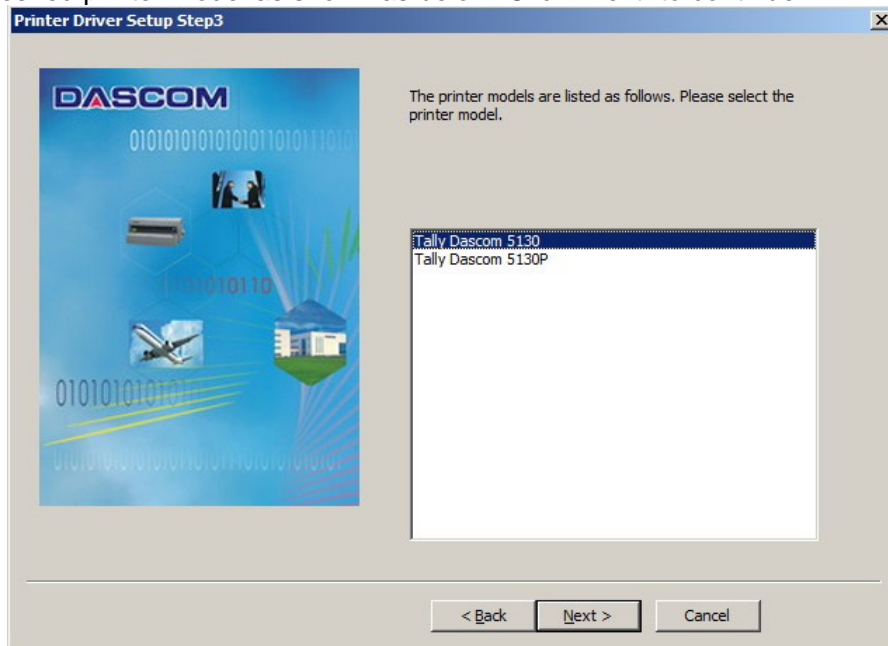 Printer Driver Setup Step3
DASCOM
The printer models are listed as follows. Please select the
printer model.
Tally Dascom 5130
Tally Dascom 5130P
< Back
Next >
Cancel